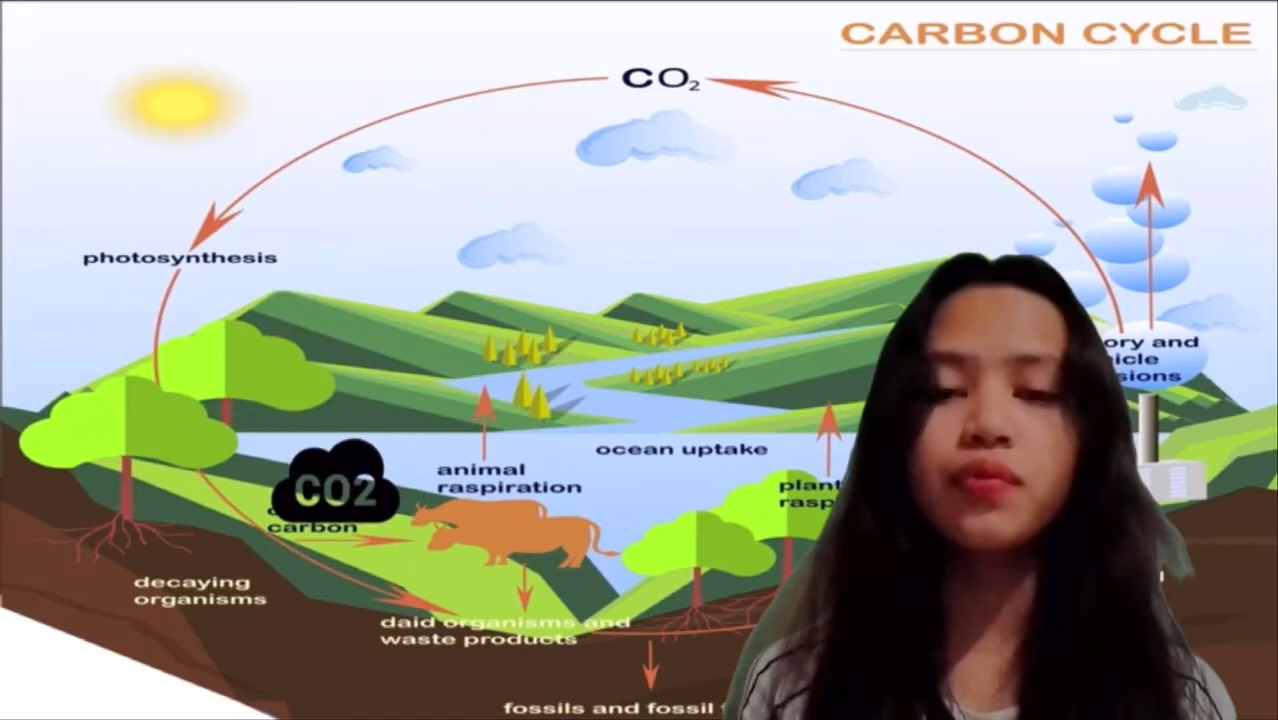 CARBON CYCLE
CO₂
photosynthesis
ocean uptake
animal
raspiration
CO2
carbon
decaying
organisms
daid organisms and
waste products
fossils and fossil